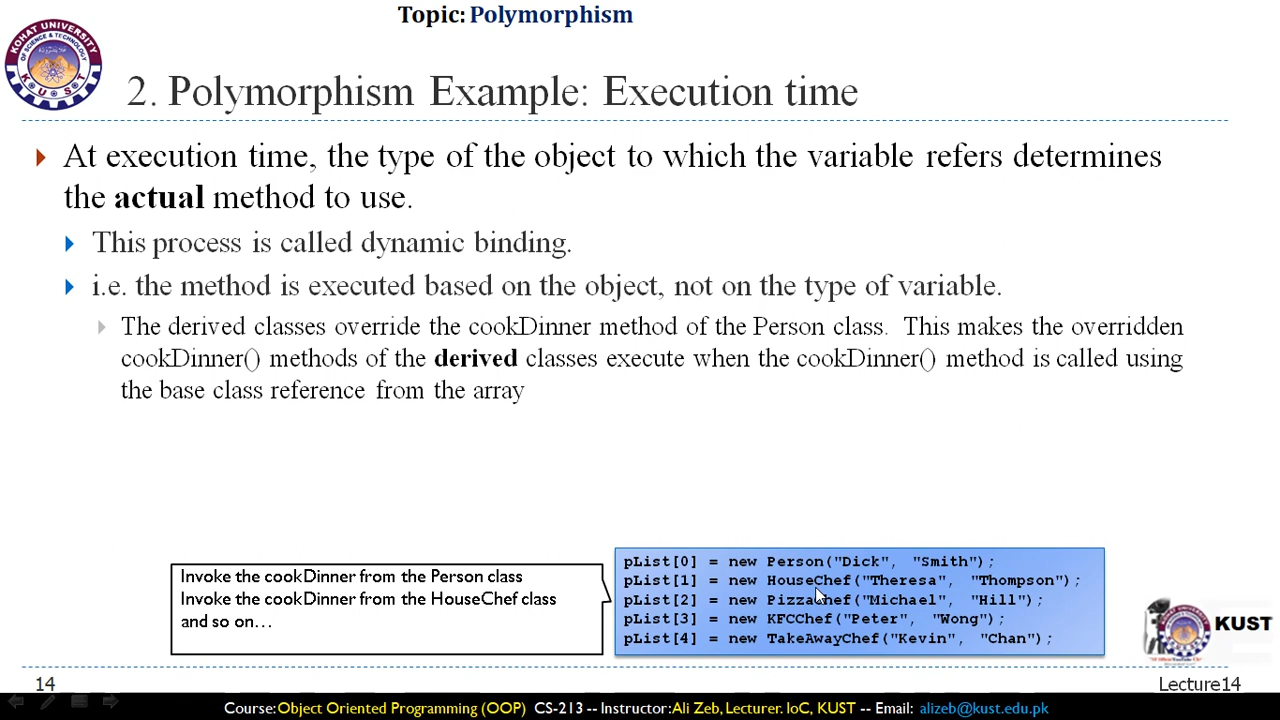 Topic: Polymorphism
KOHAT UNIVERSITY
OF SCIENCE & TECHNOLOGY
K U S T
2. Polymorphism Example: Execution time
At execution time, the type of the object to which the variable refers determines
the actual method to use.
This process is called dynamic binding.
i.e. the method is executed based on the object, not on the type of variable.
The derived classes override the cookDinner method of the Person class. This makes the overridden
cookDinner() methods of the derived classes execute when the cookDinner() method is called using
the base class reference from the array
Invoke the cookDinner from the Person class
Invoke the cookDinner from the HouseChef class
and so on…
pList[0] = new Person("Dick", "Smith");
pList[1] = new HouseChef("Theresa", "Thompson");
pList[2] = new PizzaChef("Michael", "Hill");
pList[3] = new KFCChef("Peter", "Wong");
pList[4] = new TakeAwayChef("Kevin", "Chan");
KUST
14
Lecture14
Course: Object Oriented Programming (OOP) CS-213 -- Instructor: Ali Zeb, Lecturer. IoC, KUST -- Email: alizeb@kust.edu.pk